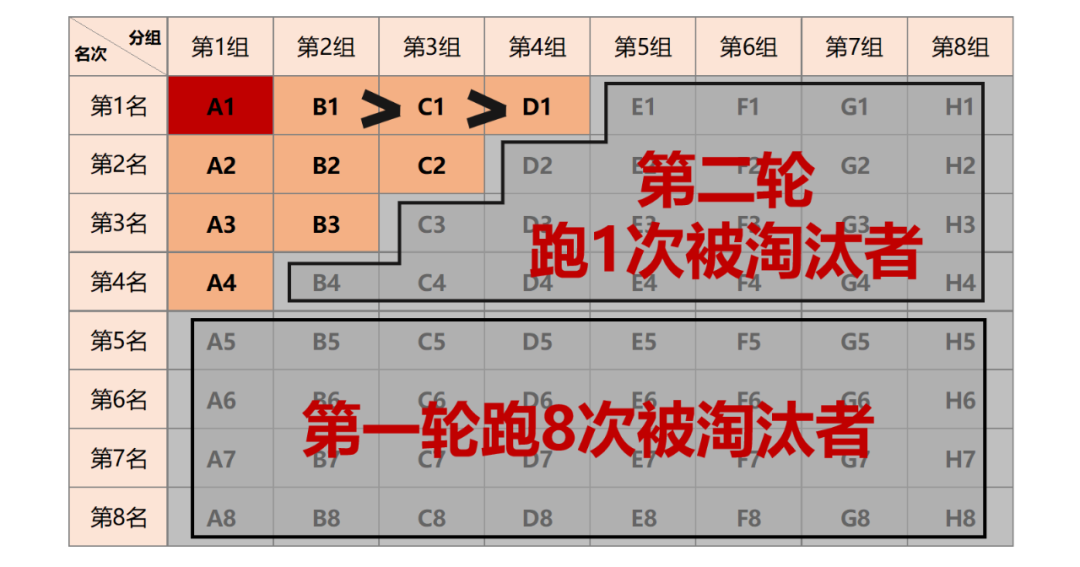 分组
名次
第1组 第2组 第3组 第4组 第5组 第6组 第7组 第8组
第1名 A1 B1 > C1 > D1 E1 F1 G1 H1
第2名 A2 B2 C2 D2 E2 F2 G2 H2
第二轮
第3名 A3 B3 C3 D3 E3 F3 G3 H3
跑1次被淘汰者
第4名 A4 B4 C4 D4 E4 F4 G4 H4
第5名 A5 B5 C5 D5 E5 F5 G5 H5
第6名 A6 B6 C6 D6 E6 F6 G6 H6
第一轮跑8次被淘汰者
第7名 A7 B7 C7 D7 E7 F7 G7 H7
第8名 A8 B8 C8 D8 E8 F8 G8 H8